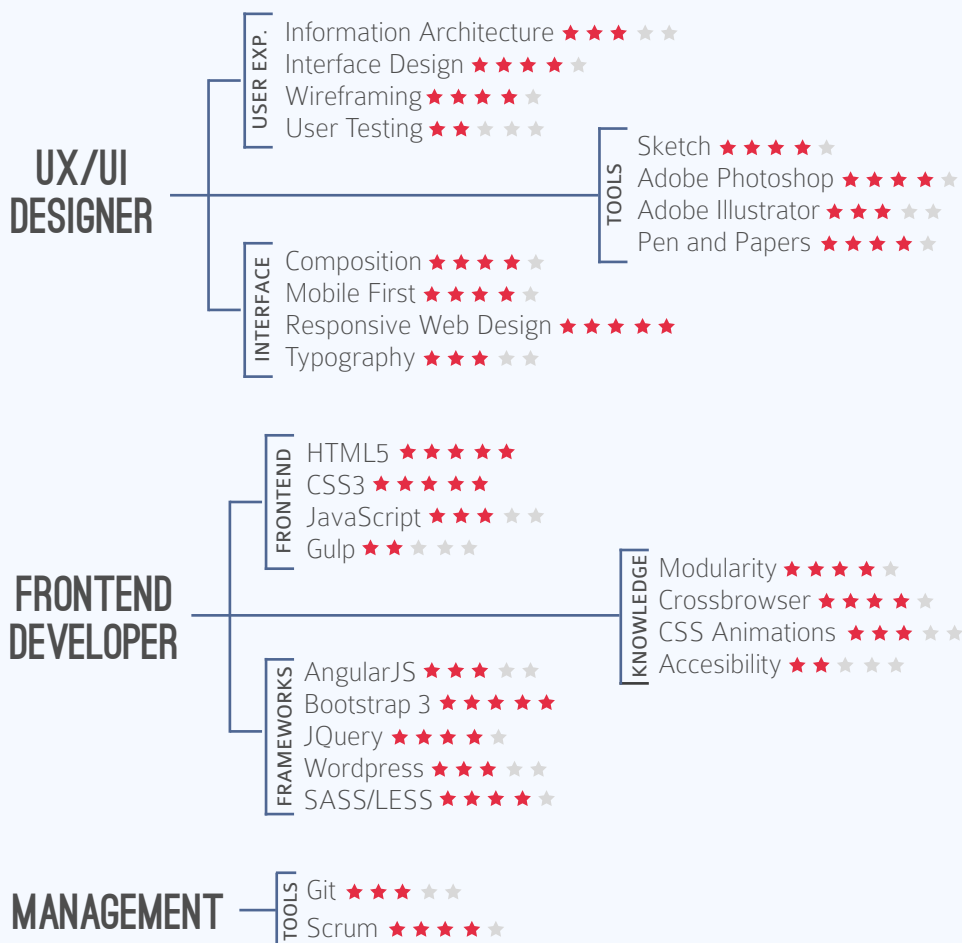 UX/UI
DESIGNER
USER EXP.
Information Architecture
Interface Design
Wireframing
User Testing
TOOLS
Sketch
Adobe Photoshop
Adobe Illustrator
Pen and Papers
INTERFACE
Composition
Mobile First
Responsive Web Design
Typography
FRONTEND
DEVELOPER
FRONTEND
HTML5
CSS3
JavaScript
Gulp
KNOWLEDGE
Modularity
Crossbrowser
CSS Animations
Accesibility
FRAMEWORKS
AngularJS
Bootstrap 3
JQuery
Wordpress
SASS/LESS
MANAGEMENT
TOOLS
Git
Scrum